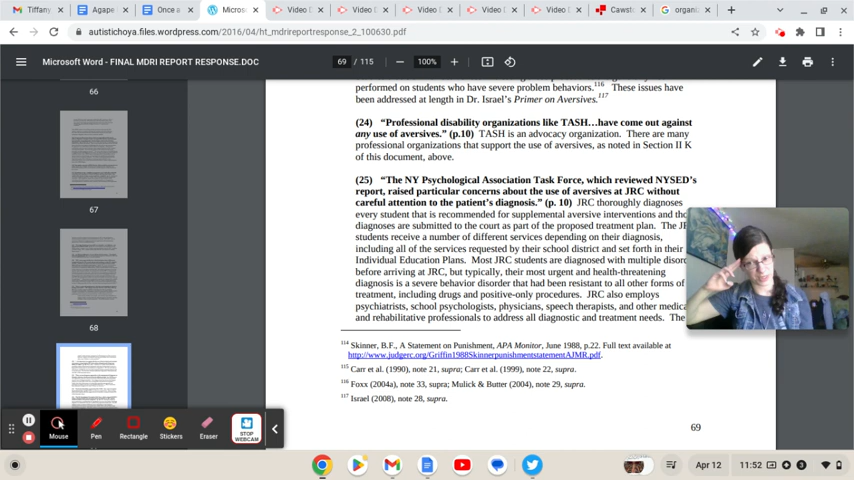 Tiffany
Agape
Once a
Microso
Video D
Video D
Video D
Video D
Video D
Cawst
organiz
autistichoya.files.wordpress.com/2016/04/ht_mdrireportresponse_2_100630.pdf
Microsoft Word - FINAL MDRI REPORT RESPONSE.DOC
69 / 115
100%
66
67
68
performed on students who have severe problem behaviors.116 These issues have
been addressed at length in Dr. Israel's Primer on Aversives.117
(24) “Professional disability organizations like TASH…have come out against
any use of aversives.” (p.10) TASH is an advocacy organization. There are many
professional organizations that support the use of aversives, as noted in Section II K
of this document, above.
(25) “The NY Psychological Association Task Force, which reviewed NYSED’s
report, raised particular concerns about the use of aversives at JRC without
careful attention to the patient’s diagnosis.” (p. 10) JRC thoroughly diagnoses
every student that is recommended for supplemental aversive interventions and tho
diagnoses are submitted to the court as part of the proposed treatment plan. The JR
students receive a number of different services depending on their diagnosis,
including all of the services requested by their school district and set forth in their
Individual Education Plans. Most JRC students are diagnosed with multiple disord
before arriving at JRC, but typically, their most urgent and health-threatening
diagnosis is a severe behavior disorder that had been resistant to all other forms of
treatment, including drugs and positive-only procedures. JRC also employs
psychiatrists, school psychologists, physicians, speech therapists, and other medica
and rehabilitative professionals to address all diagnostic and treatment needs. The
114 Skinner, B.F., A Statement on Punishment, APA Monitor, June 1988, p.22. Full text available at
http://www.judgerc.org/Griffin1988SkinnerpunishmentstatementAJMR.pdf.
115 Carr et al. (1990), note 21, supra; Carr et al. (1999), note 22, supra.
116 Foxx (2004a), note 33, supra; Mulick & Butter (2004), note 29, supra.
117 Israel (2008), note 28, supra.
69
Mouse
Pen
Rectangle
Stickers
Eraser
STOP
WEBCAM
Apr 12
11:52
3